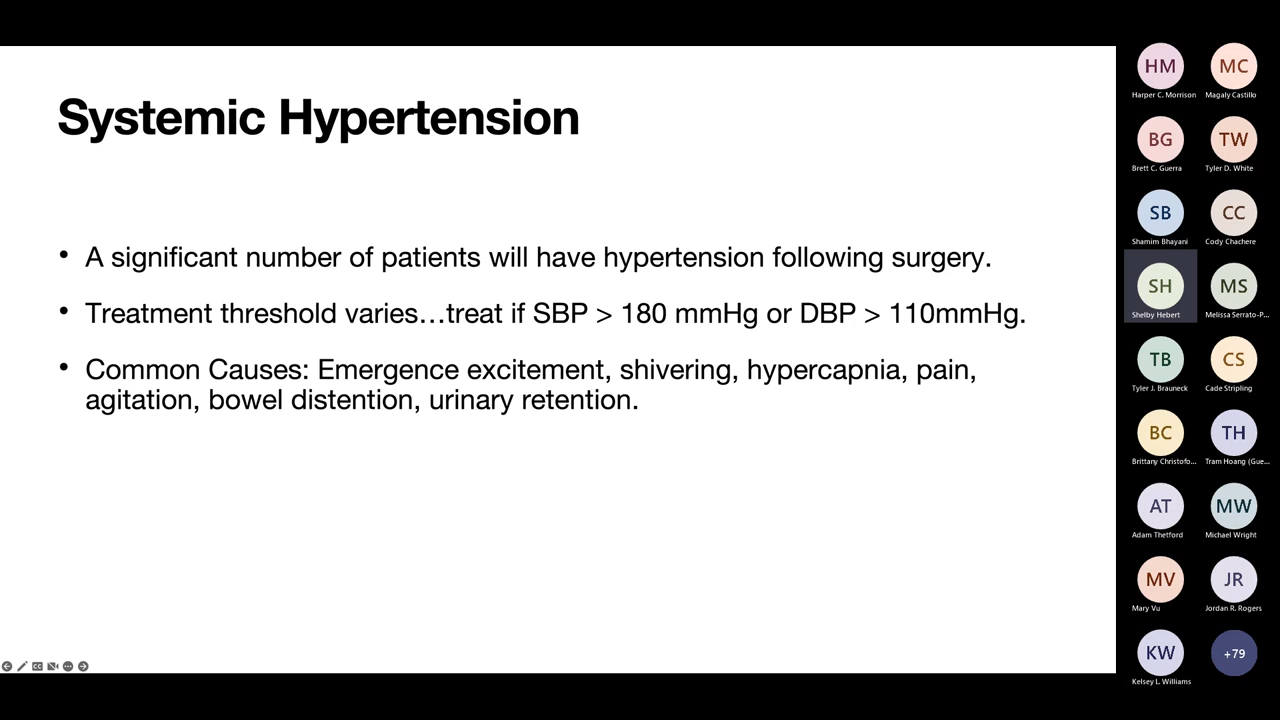 Systemic Hypertension
• A significant number of patients will have hypertension following surgery.
• Treatment threshold varies…treat if SBP > 180 mmHg or DBP > 110mmHg.
• Common Causes: Emergence excitement, shivering, hypercapnia, pain,
agitation, bowel distention, urinary retention.
HM MC
Harper C. Morrison Magaly Castillo
BG TW
Brett C. Guerra Tyler D. White
SB CC
Shamim Bhayani Cody Chachere
SH MS
Shelby Hebert Melissa Serrato-P...
TB CS
Tyler J. Brauneck Cade Stripling
BC TH
Brittany Christofo... Tram Hoang (Gue...
AT MW
Adam Thetford Michael Wright
MV JR
Mary Vu Jordan R. Rogers
KW +79
Kelsey L. Williams
CC